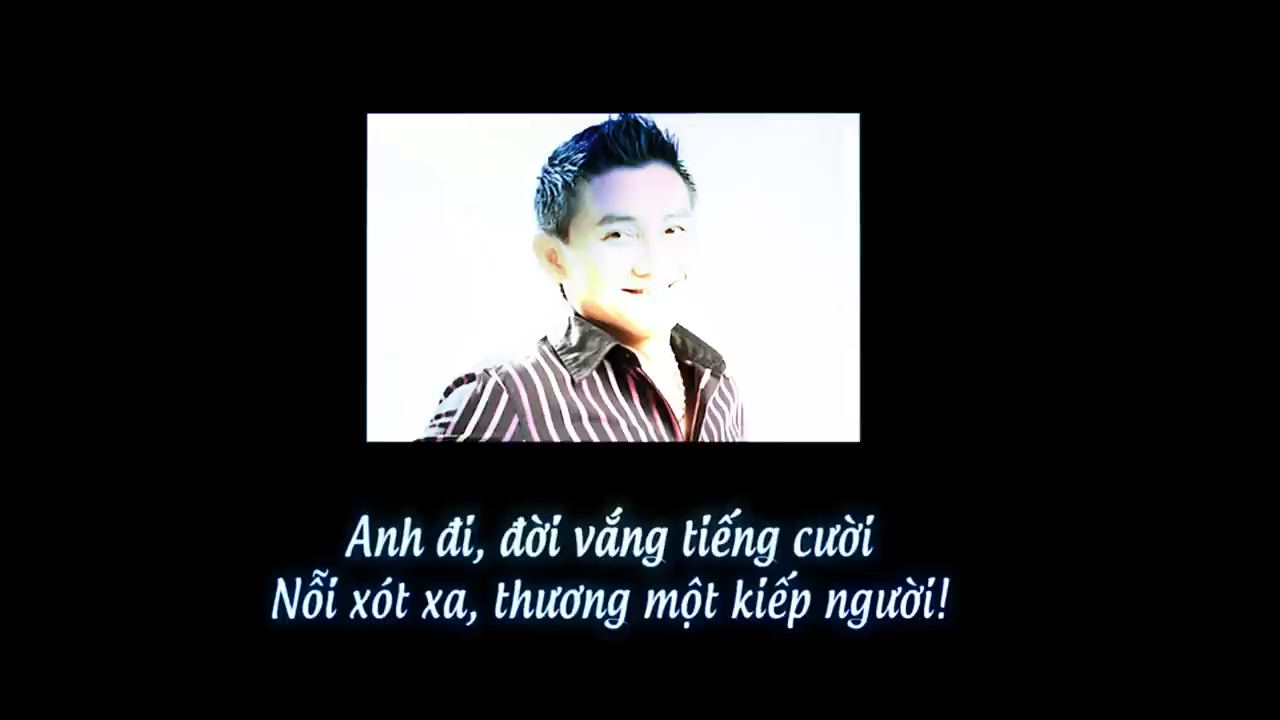 Anh đi, đời vắng tiếng cười
Nỗi xót xa, thương một kiếp người!